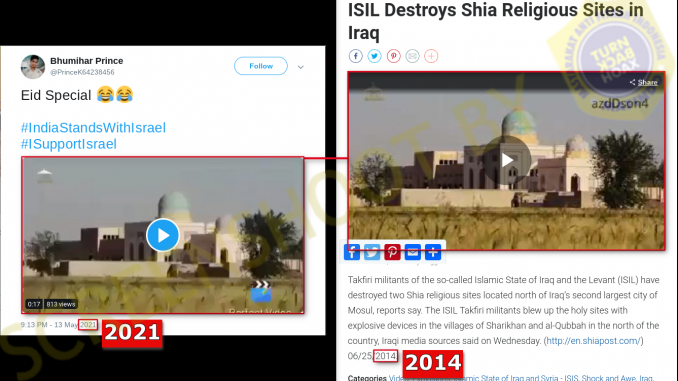 Bhumihar Prince
@PrinceK64238456
Follow
Eid Special 😂😂
#IndiaStandsWithIsrael
#ISupportIsrael
0:17 813 views
Perfect Video
9:13 PM - 13 May 2021
2021
ISIL Destroys Shia Religious Sites in
Iraq
Share
azdDson4
Takfiri militants of the so-called Islamic State of Iraq and the Levant (ISIL) have
destroyed two Shia religious sites located north of Iraq's second largest city of
Mosul, reports say. The ISIL Takfiri militants blew up the holy sites with
explosive devices in the villages of Sharikhan and al-Qubbah in the north of the
country, Iraqi media sources said on Wednesday. (http://en.shiapost.com/)
06/25/2014)
2014
Categories
Islamic State of Iraq and Syria - ISIS, Shock and Awe, Iraq,
SCREENSHOOT BY
TURN
BACK
HOAX